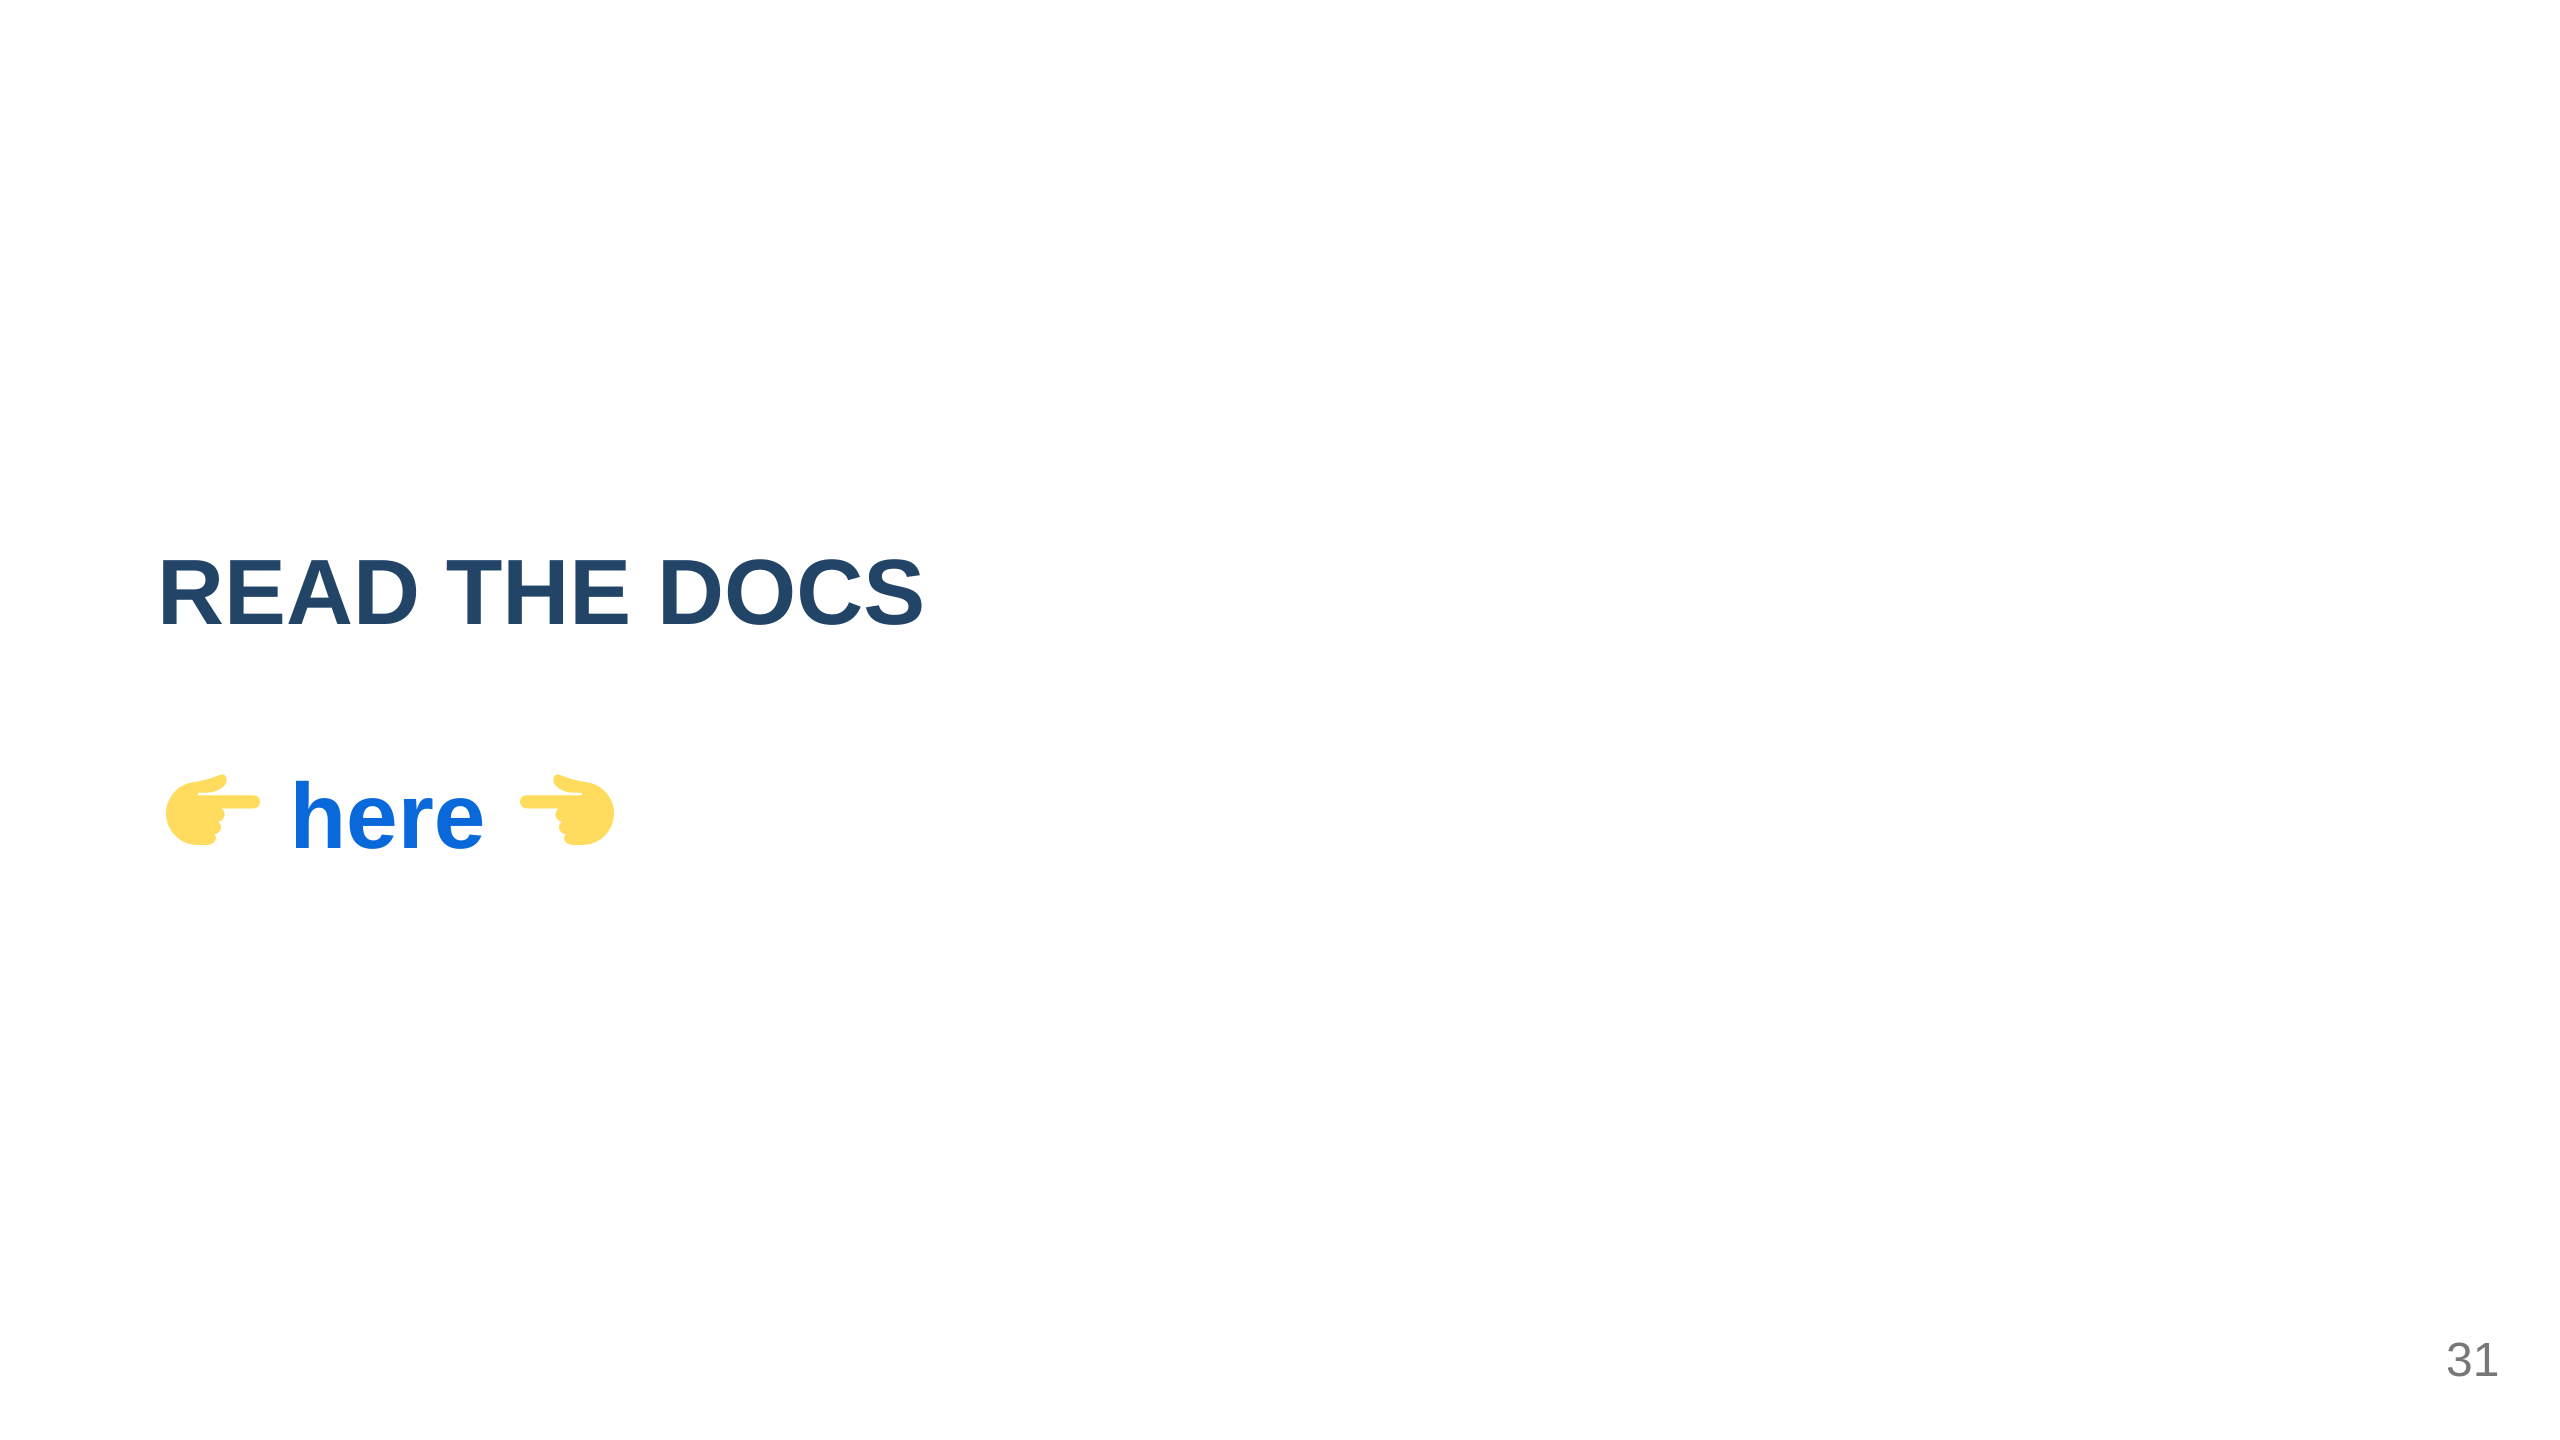 READ THE DOCS
👉 here 👈
31